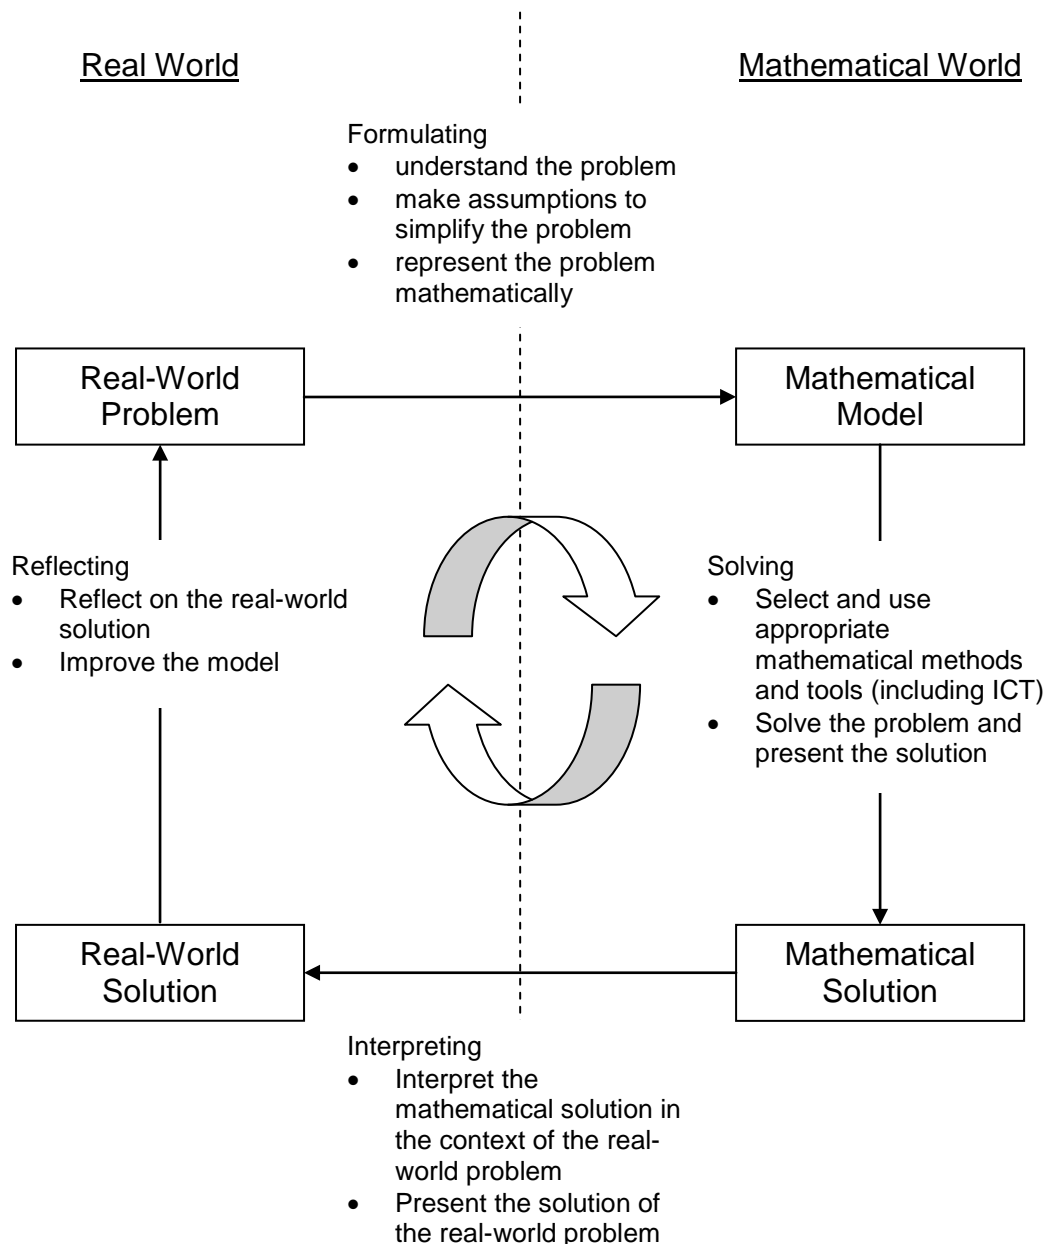 Real World
Mathematical World
Formulating
• understand the problem
• make assumptions to
simplify the problem
• represent the problem
mathematically
Real-World
Problem
Mathematical
Model
Reflecting
• Reflect on the real-world
solution
• Improve the model
Solving
• Select and use
appropriate
mathematical methods
and tools (including ICT)
• Solve the problem and
present the solution
Real-World
Solution
Mathematical
Solution
Interpreting
• Interpret the
mathematical solution in
the context of the real-
world problem
• Present the solution of
the real-world problem